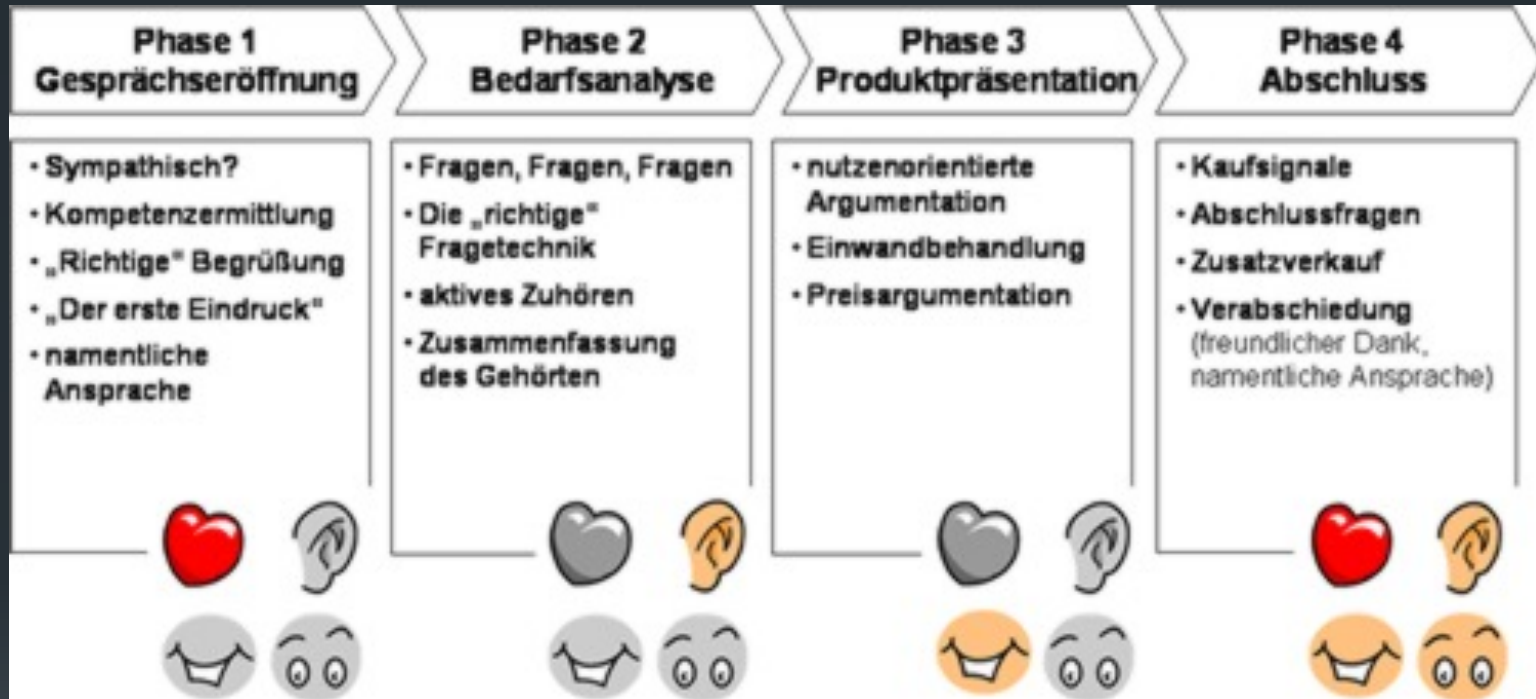 Phase 1
Gesprächseröffnung
• Sympathisch?
• Kompetenzermittlung
• „Richtige“ Begrüßung
• „Der erste Eindruck“
• namentliche
Ansprache
Phase 2
Bedarfsanalyse
• Fragen, Fragen, Fragen
• Die „richtige“
Fragetechnik
• aktives Zuhören
• Zusammenfassung
des Gehörten
Phase 3
Produktpräsentation
• nutzenorientierte
Argumentation
• Einwandbehandlung
• Preisargumentation
Phase 4
Abschluss
• Kaufsignale
• Abschlussfragen
• Zusatzverkauf
• Verabschiedung
(freundlicher Dank,
namentliche Ansprache)